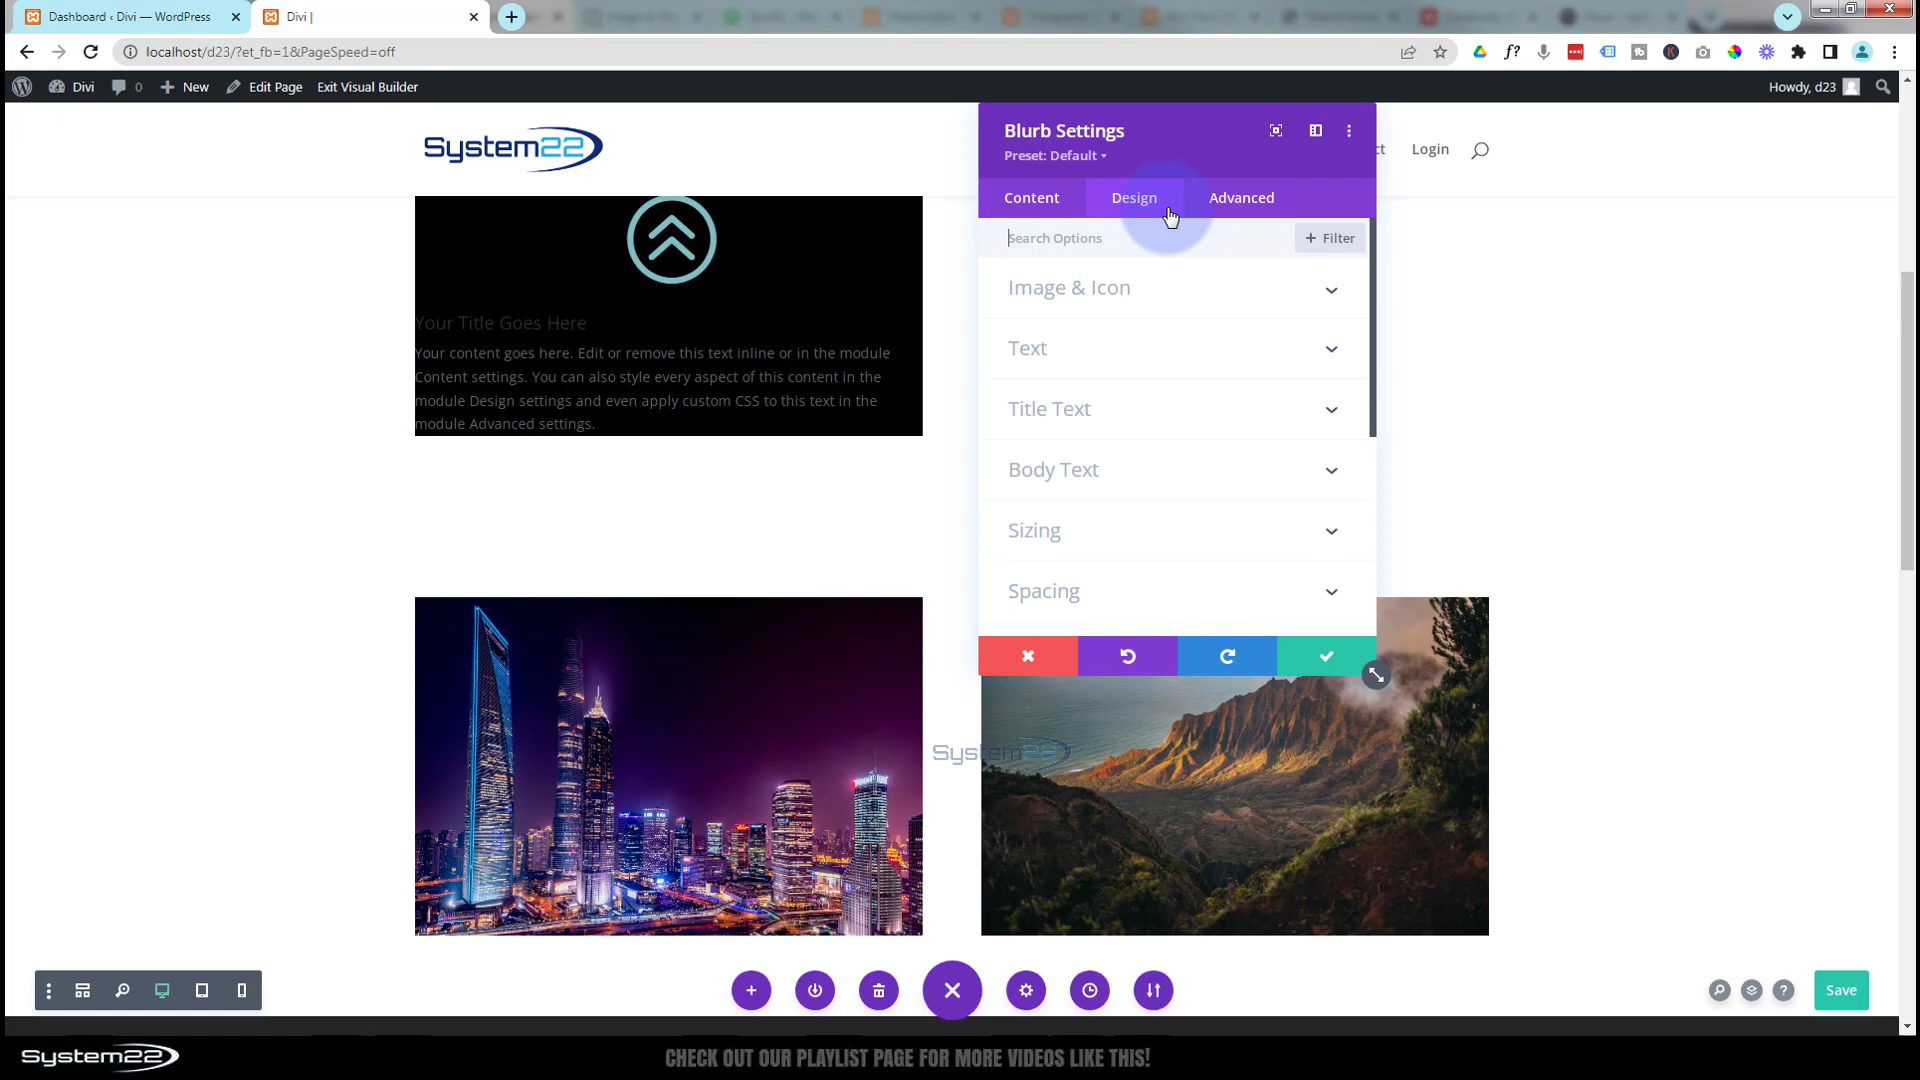 Dashboard ‹ Divi — WordPress
Divi |
localhost/d23/?et_fb=1&PageSpeed=off
Divi
0
New
Edit Page
Exit Visual Builder
Howdy, d23
System22
Login
Blurb Settings
Preset: Default
Content
Design
Advanced
Search Options
+ Filter
Image & Icon
Text
Title Text
Body Text
Sizing
Spacing
Your Title Goes Here
Your content goes here. Edit or remove this text inline or in the module
Content settings. You can also style every aspect of this content in the
module Design settings and even apply custom CSS to this text in the
module Advanced settings.
System22
Save
System22
CHECK OUT OUR PLAYLIST PAGE FOR MORE VIDEOS LIKE THIS!